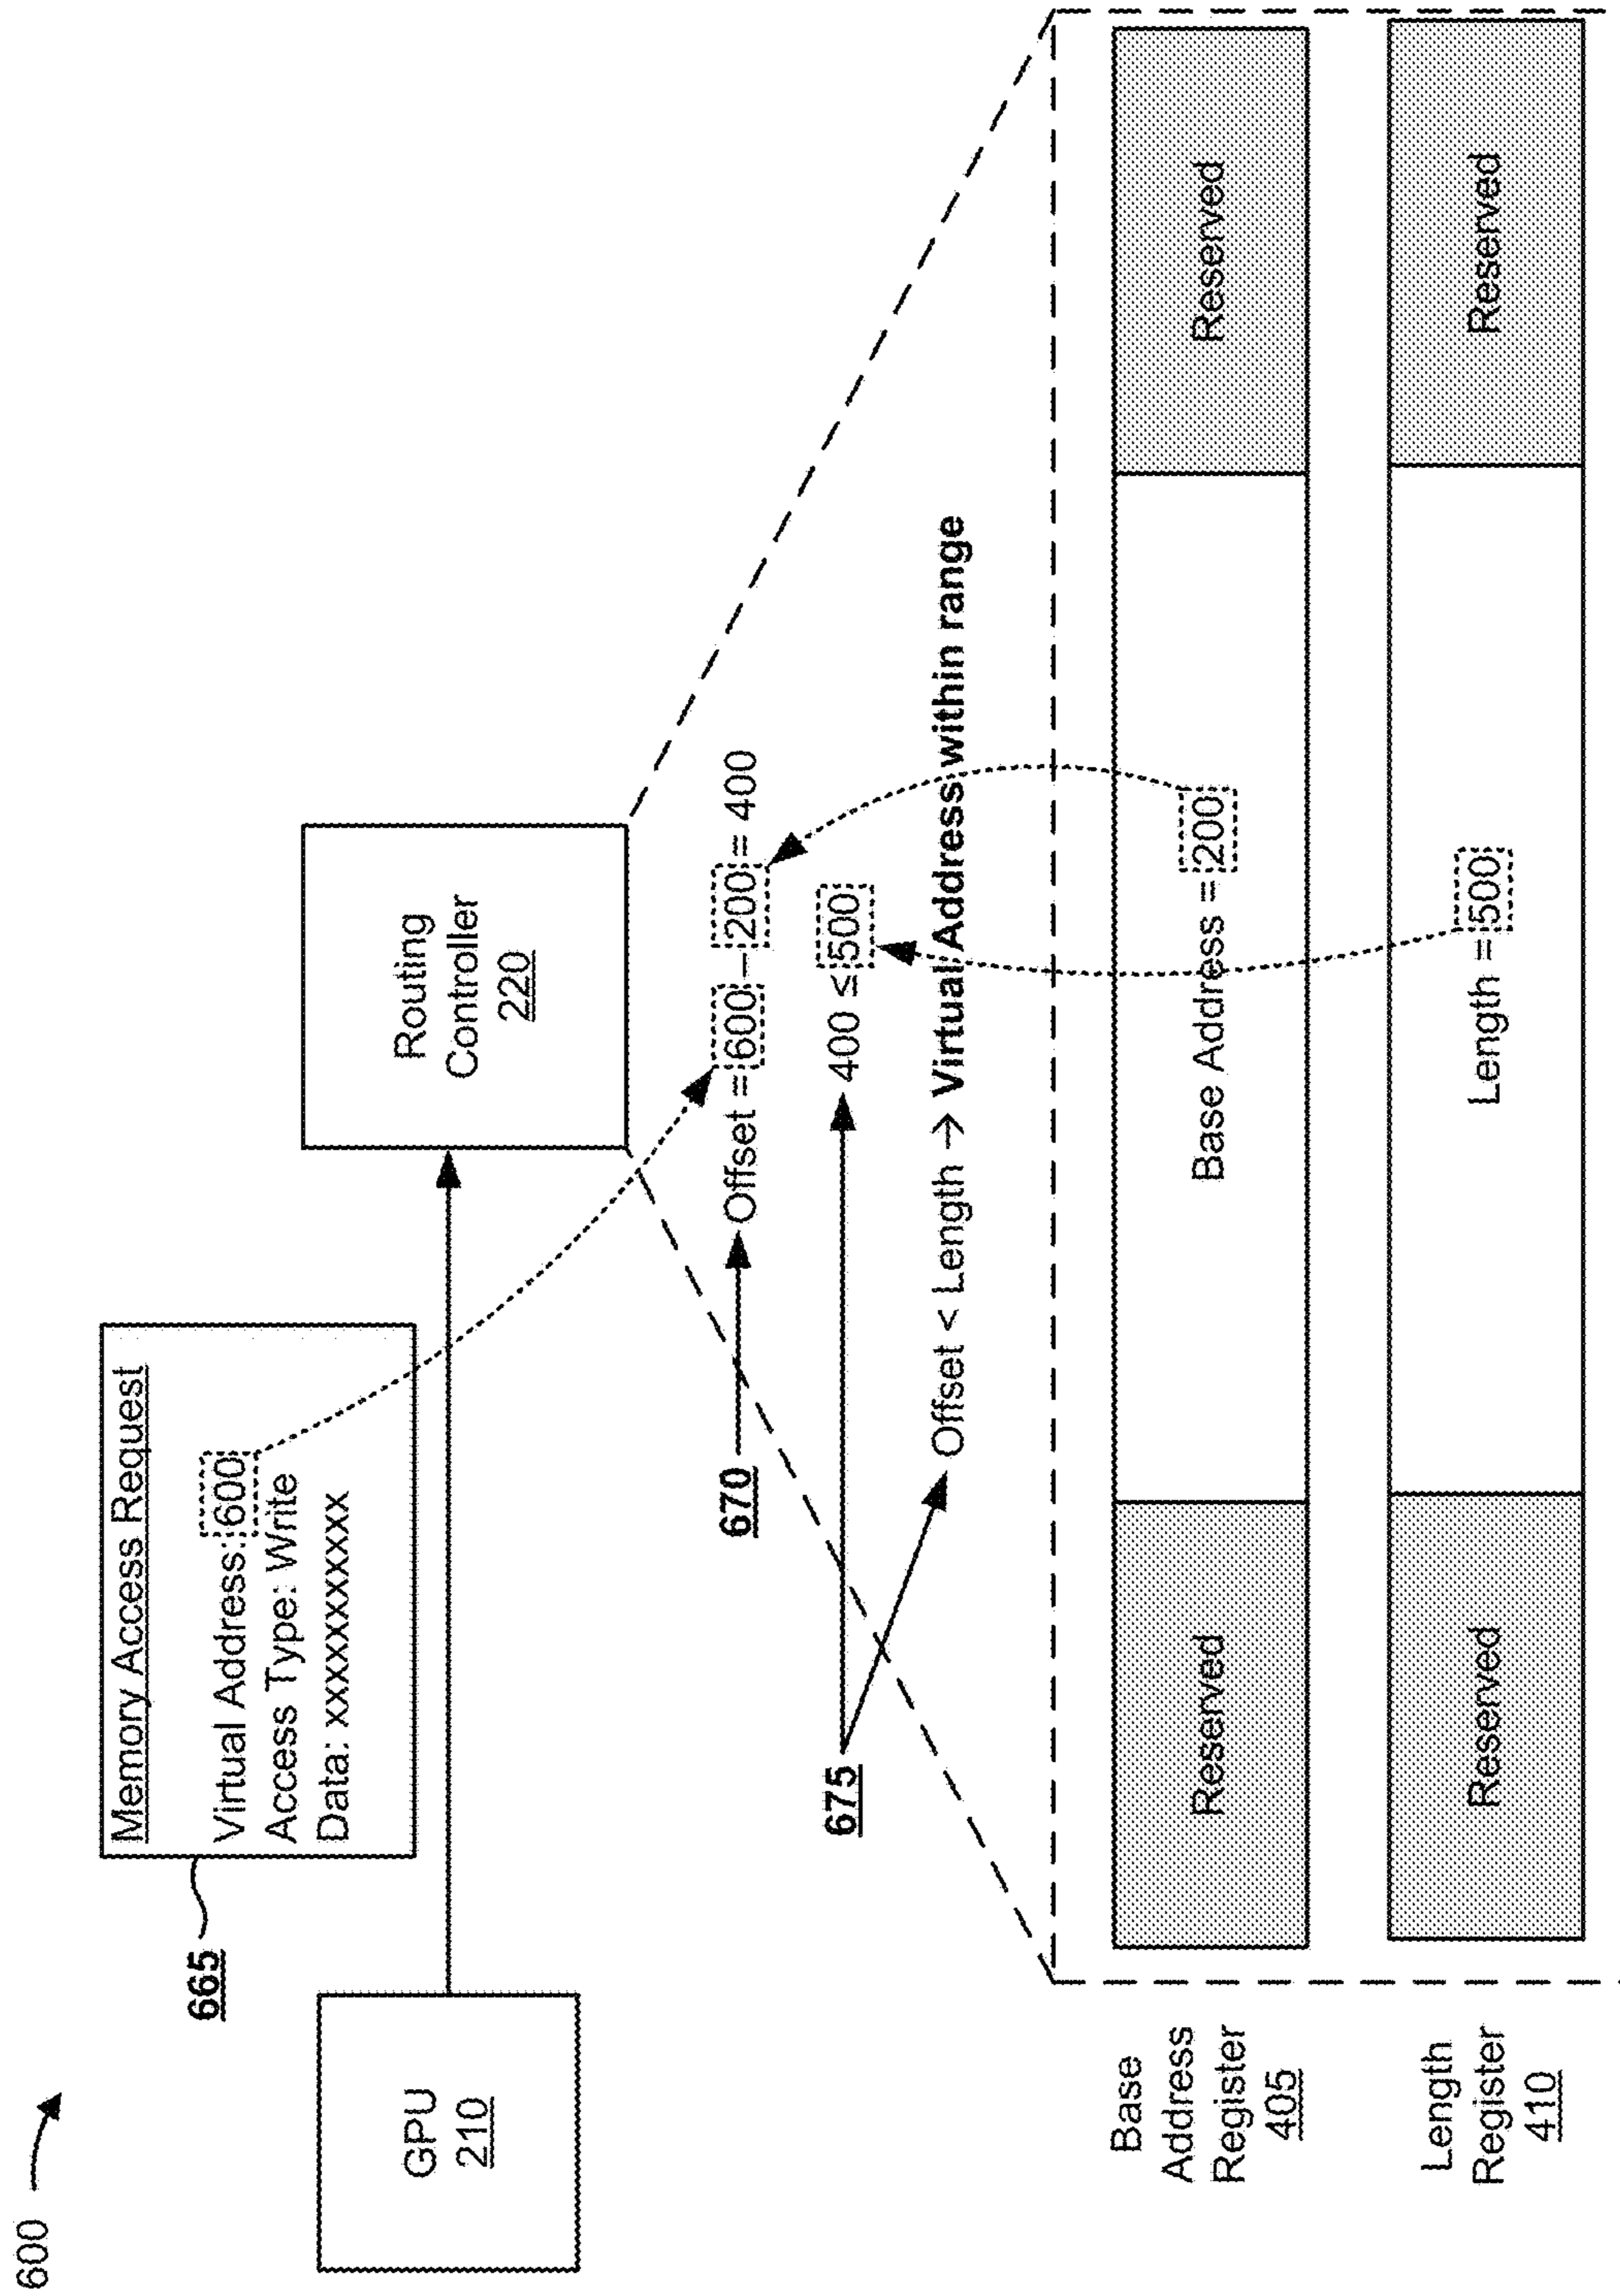 600
665
Memory Access Request
Virtual Address: 600
Access Type: Write
Data: xxxxxxxxxx
GPU
210
Routing
Controller
220
670
Offset = 600 – 200 = 400
675
400 ≤ 500
Offset < Length → Virtual Address within range
Base
Address
Register
405
Reserved
Base Address = 200
Reserved
Length
Register
410
Reserved
Length = 500
Reserved